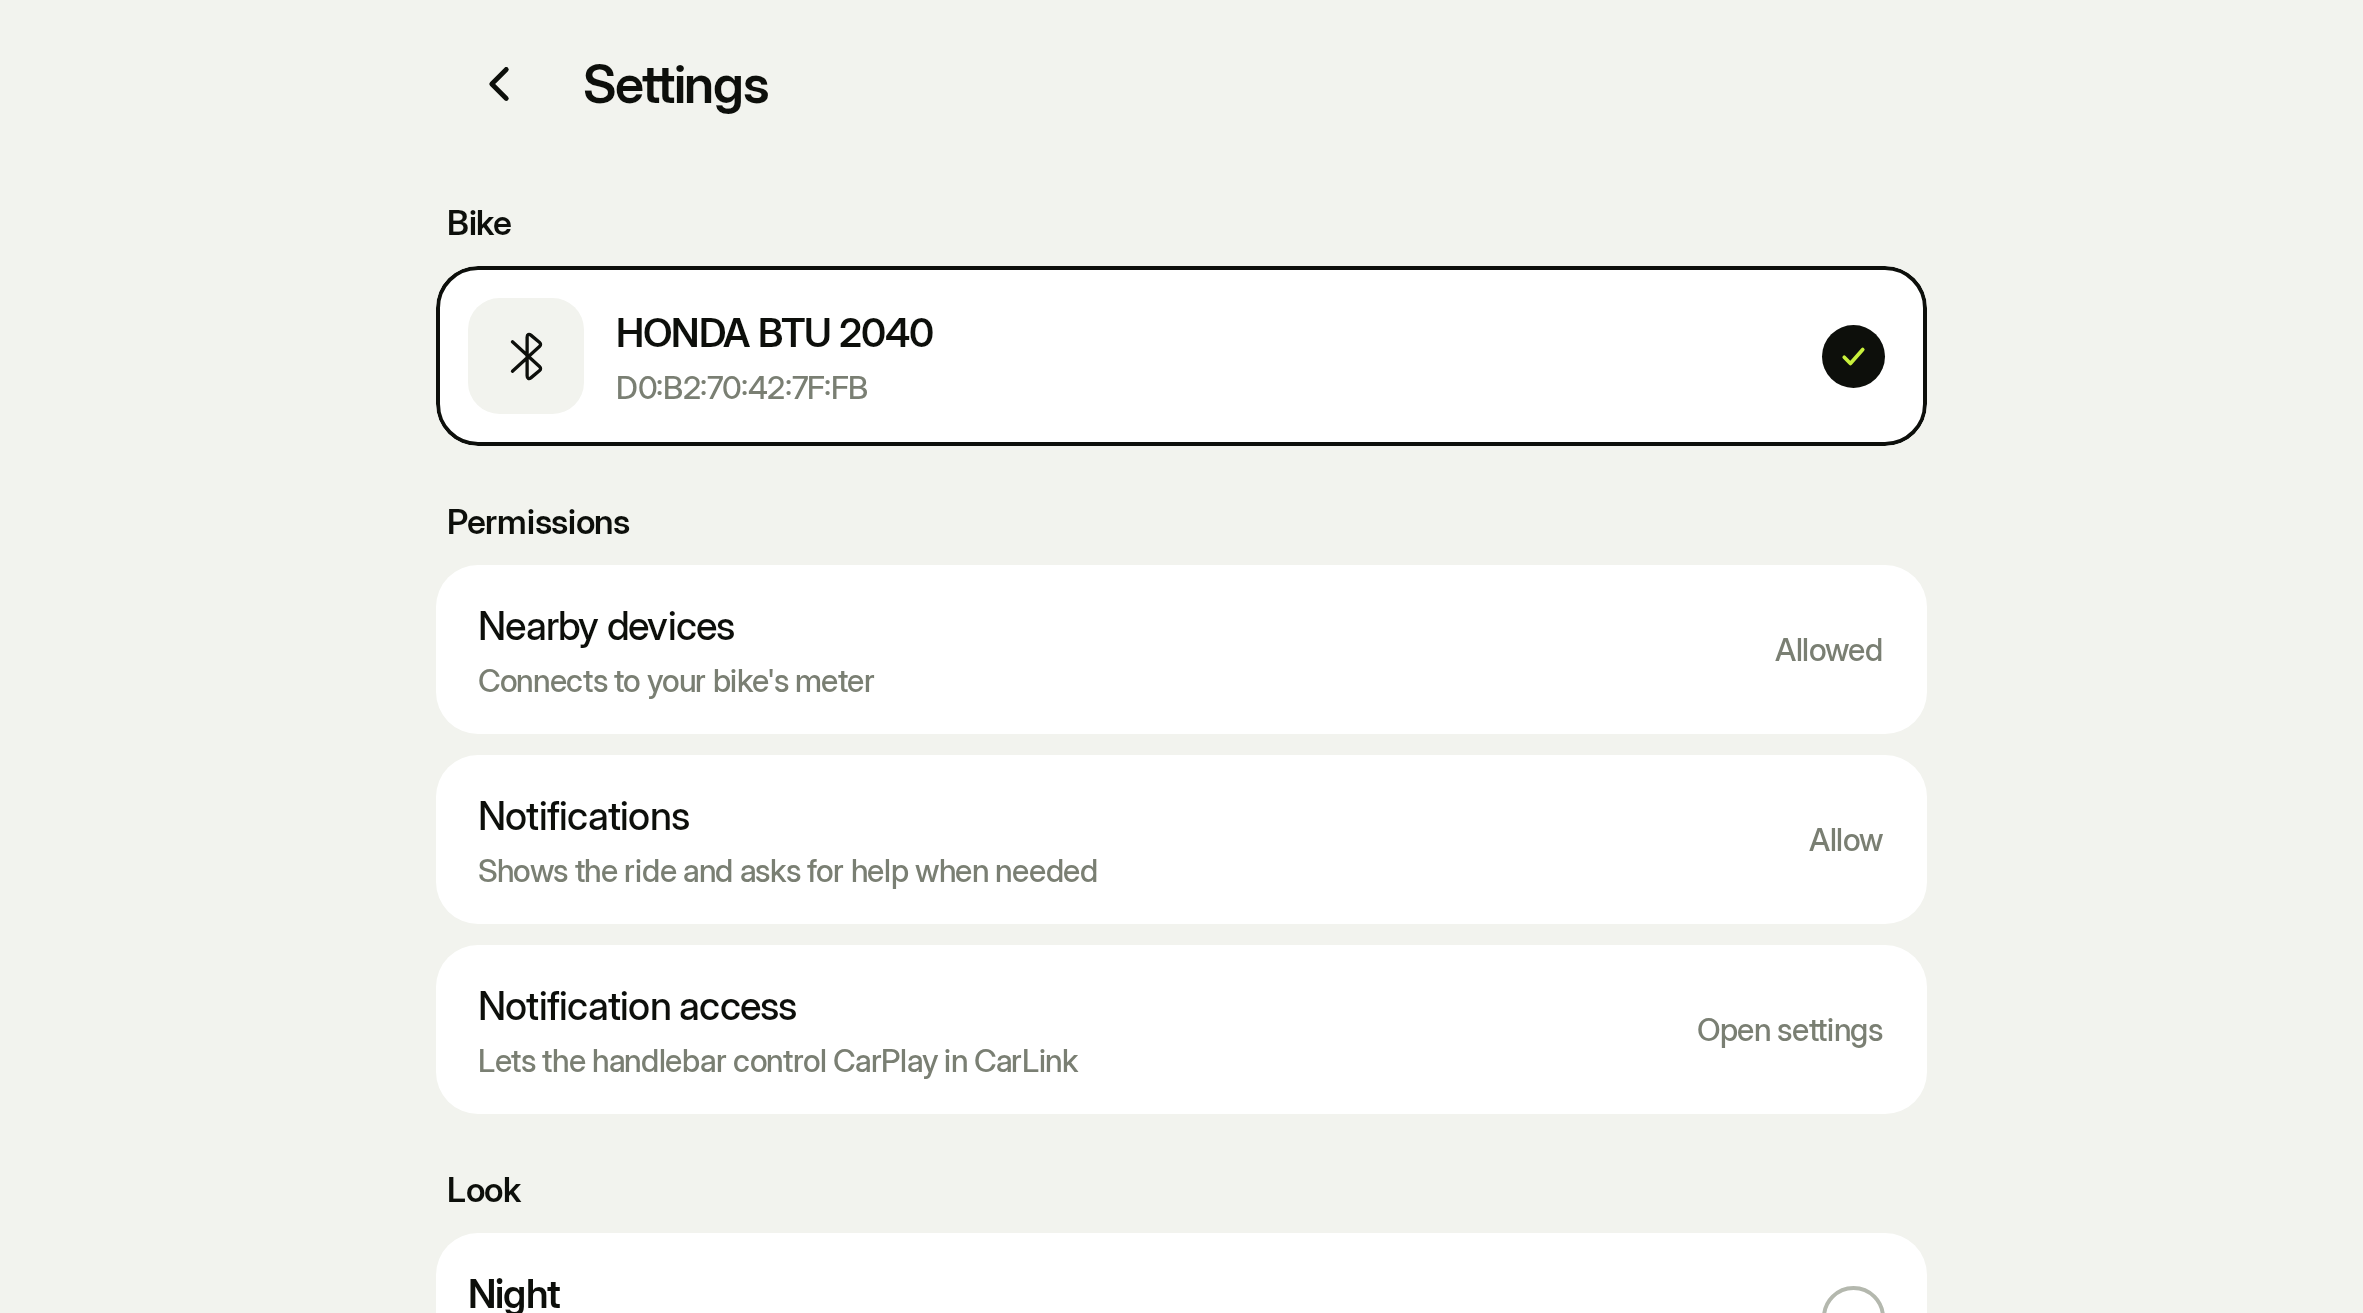 Settings
Bike
HONDA BTU 2040
D0:B2:70:42:7F:FB
Permissions
Nearby devices
Connects to your bike's meter
Allowed
Notifications
Shows the ride and asks for help when needed
Allow
Notification access
Lets the handlebar control CarPlay in CarLink
Open settings
Look
Night